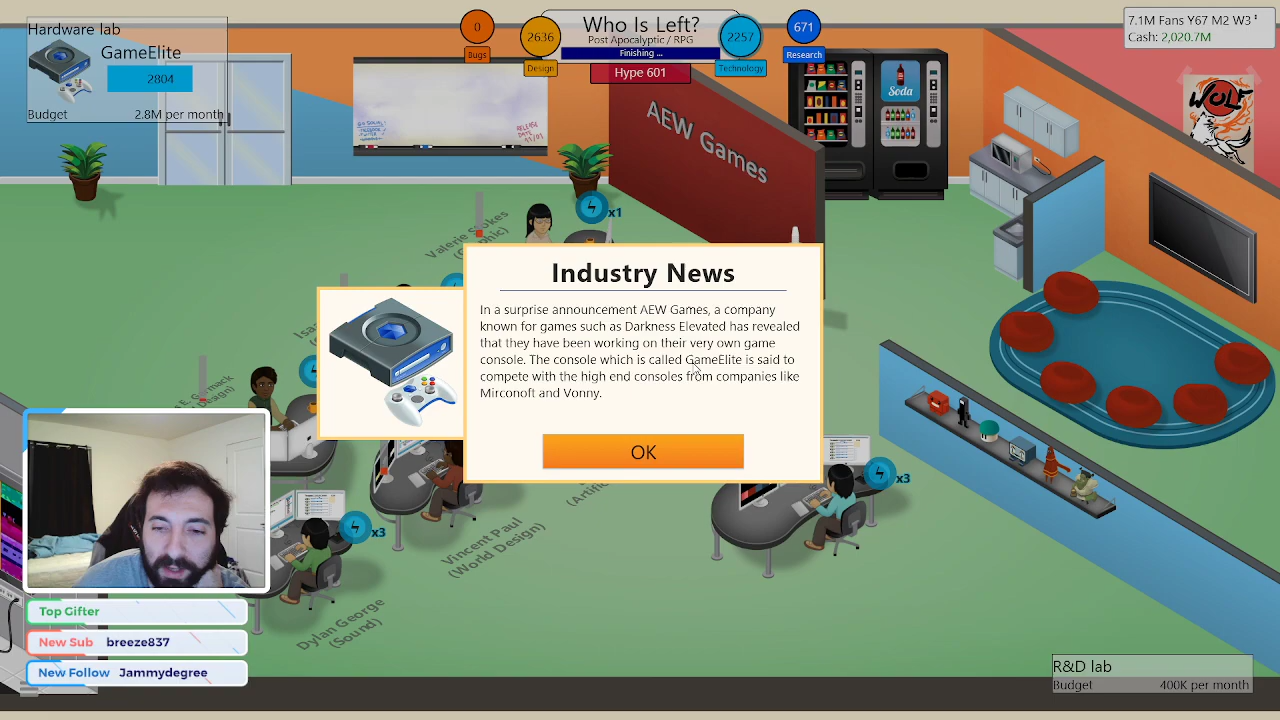 Hardware lab
GameElite
2804
Budget 2.8M per month
0
Bugs
2636
Design
Who Is Left?
Post Apocalyptic / RPG
Finishing ...
Hype 601
2257
Technology
671
Research
7.1M Fans Y67 M2 W3
Cash: 2,020.7M
Soda
WOLF
AEW Games
RELEASE
x1
Industry News
In a surprise announcement AEW Games, a company
known for games such as Darkness Elevated has revealed
that they have been working on their very own game
console. The console which is called GameElite is said to
compete with the high end consoles from companies like
Mirconoft and Vonny.
OK
x3
x3
Vincent Paul
(World Design)
Dylan George
(Sound)
Top Gifter
New Sub breeze837
New Follow Jammydegree
R&D lab
Budget 400K per month